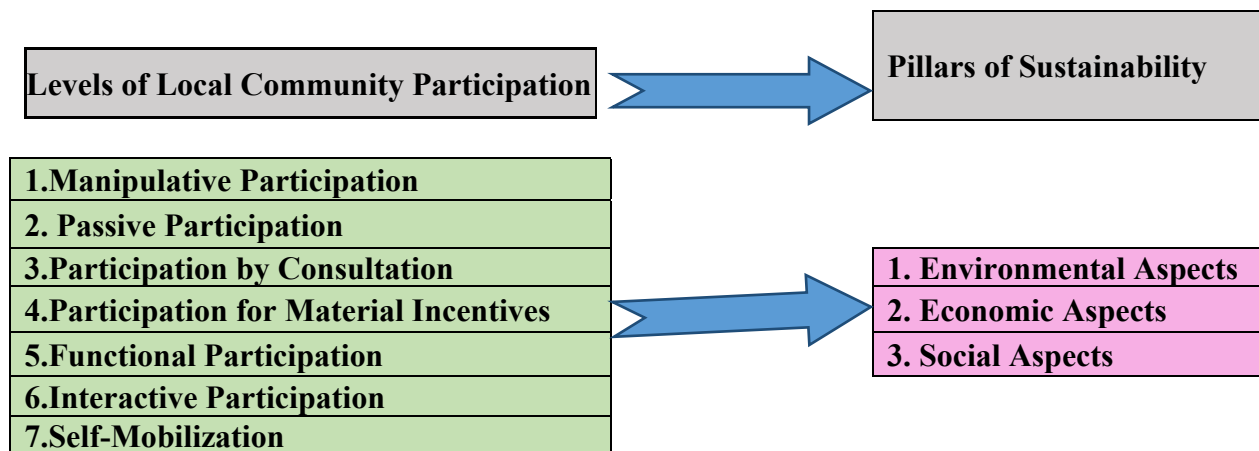 Levels of Local Community Participation
Pillars of Sustainability
1.Manipulative Participation
2. Passive Participation
3.Participation by Consultation
4.Participation for Material Incentives
5.Functional Participation
6.Interactive Participation
7.Self-Mobilization
1. Environmental Aspects
2. Economic Aspects
3. Social Aspects